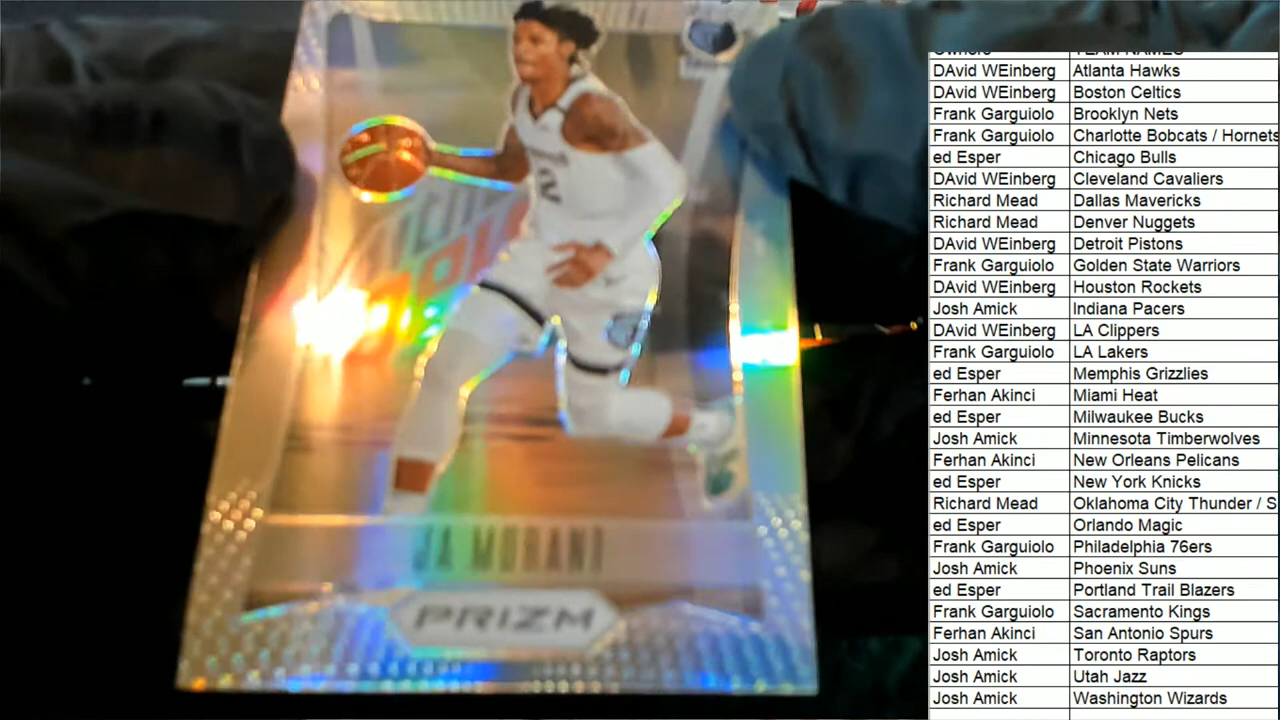 2
JA MORANT
PRIZM
Owners TEAM NAMES
DAvid WEinberg Atlanta Hawks
DAvid WEinberg Boston Celtics
Frank Garguiolo Brooklyn Nets
Frank Garguiolo Charlotte Bobcats / Hornets
ed Esper Chicago Bulls
DAvid WEinberg Cleveland Cavaliers
Richard Mead Dallas Mavericks
Richard Mead Denver Nuggets
DAvid WEinberg Detroit Pistons
Frank Garguiolo Golden State Warriors
DAvid WEinberg Houston Rockets
Josh Amick Indiana Pacers
DAvid WEinberg LA Clippers
Frank Garguiolo LA Lakers
ed Esper Memphis Grizzlies
Ferhan Akinci Miami Heat
ed Esper Milwaukee Bucks
Josh Amick Minnesota Timberwolves
Ferhan Akinci New Orleans Pelicans
ed Esper New York Knicks
Richard Mead Oklahoma City Thunder / S
ed Esper Orlando Magic
Frank Garguiolo Philadelphia 76ers
Josh Amick Phoenix Suns
ed Esper Portland Trail Blazers
Frank Garguiolo Sacramento Kings
Ferhan Akinci San Antonio Spurs
Josh Amick Toronto Raptors
Josh Amick Utah Jazz
Josh Amick Washington Wizards